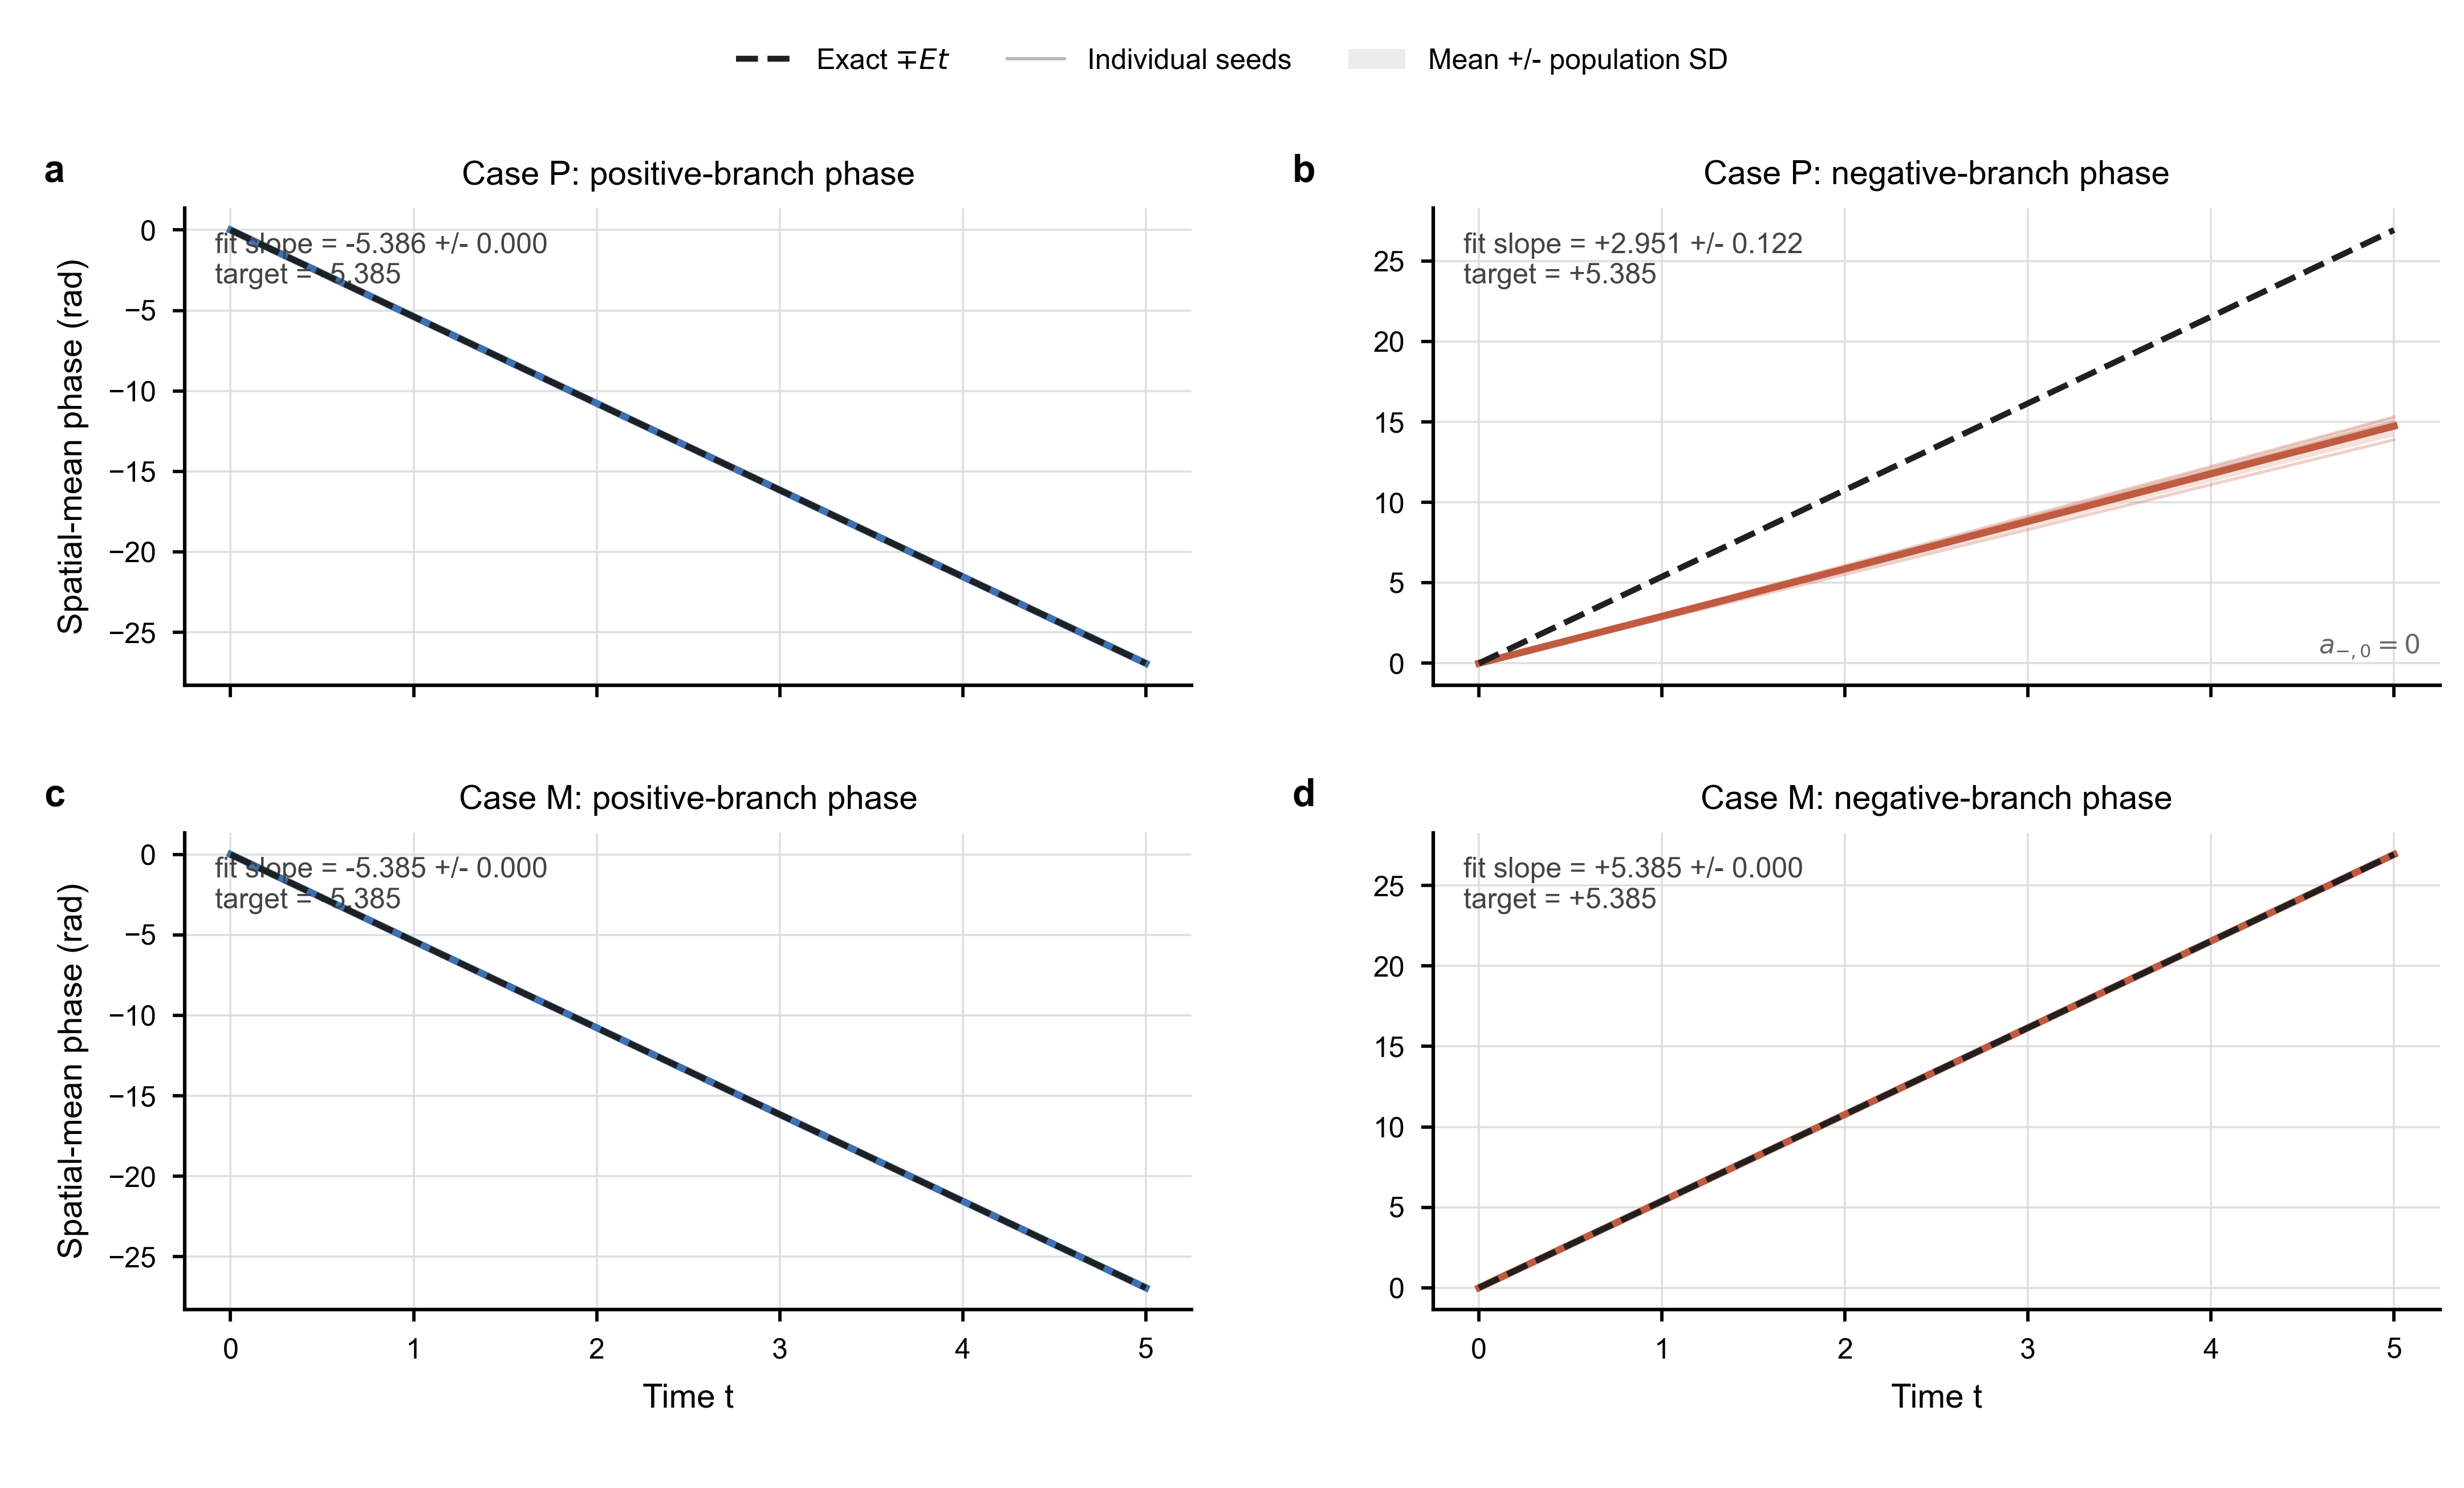 Exact ∓Et
Individual seeds
Mean +/- population SD
a
Case P: positive-branch phase
Spatial-mean phase (rad)
0
−5
−10
−15
−20
−25
fit slope = -5.386 +/- 0.000
target = -5.385
b
Case P: negative-branch phase
25
20
15
10
5
0
fit slope = +2.951 +/- 0.122
target = +5.385
a−,0 = 0
c
Case M: positive-branch phase
Spatial-mean phase (rad)
0
−5
−10
−15
−20
−25
fit slope = -5.385 +/- 0.000
target = -5.385
0 1 2 3 4 5
Time t
d
Case M: negative-branch phase
25
20
15
10
5
0
fit slope = +5.385 +/- 0.000
target = +5.385
0 1 2 3 4 5
Time t